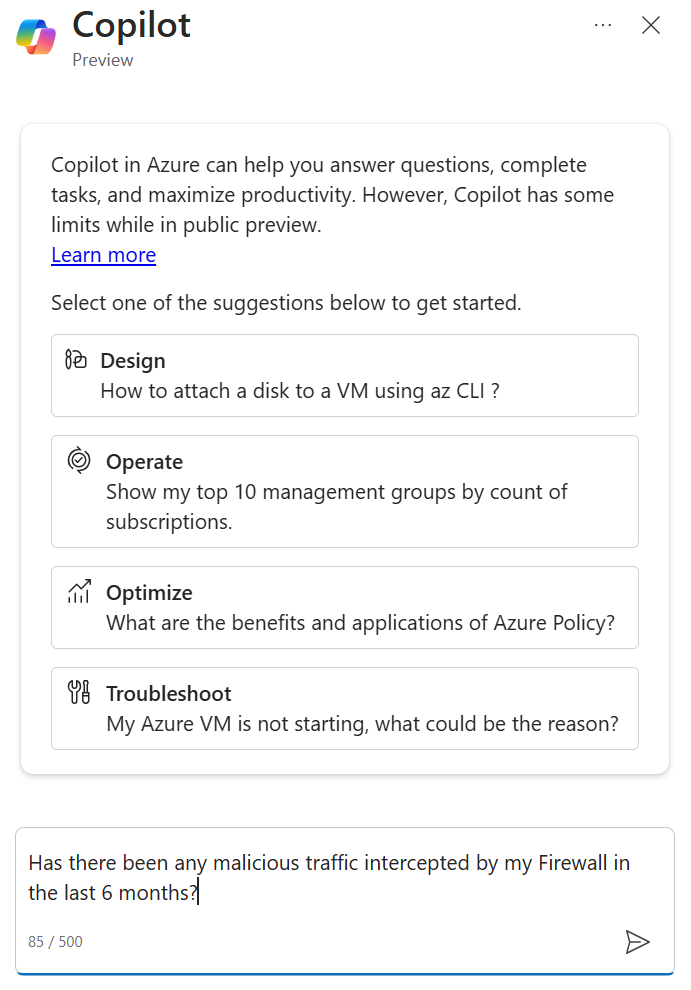 Copilot
Preview
Copilot in Azure can help you answer questions, complete
tasks, and maximize productivity. However, Copilot has some
limits while in public preview.
Learn more
Select one of the suggestions below to get started.
Design
How to attach a disk to a VM using az CLI ?
Operate
Show my top 10 management groups by count of
subscriptions.
Optimize
What are the benefits and applications of Azure Policy?
Troubleshoot
My Azure VM is not starting, what could be the reason?
Has there been any malicious traffic intercepted by my Firewall in
the last 6 months?
85 / 500